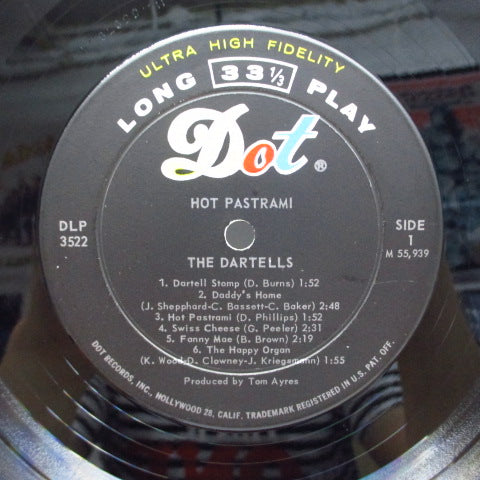 ULTRA HIGH FIDELITY
LONG 33 1/3 PLAY
Dot®
HOT PASTRAMI
DLP
3522
SIDE
1
M 55,939
THE DARTELLS
1. Dartell Stomp (D. Burns) 1:52
2. Daddy's Home
(J. Shepphard-C. Bassett-C. Baker) 2:48
3. Hot Pastrami (D. Phillips) 1:52
4. Swiss Cheese (G. Peeler) 2:31
5. Fanny Mae (B. Brown) 2:19
6. The Happy Organ
(K. Wood-D. Clowney-J. Kriegsmann) 1:55
Produced by Tom Ayres
DOT RECORDS, INC., HOLLYWOOD 28, CALIF. TRADEMARK REGISTERED IN U.S. PAT. OFF.